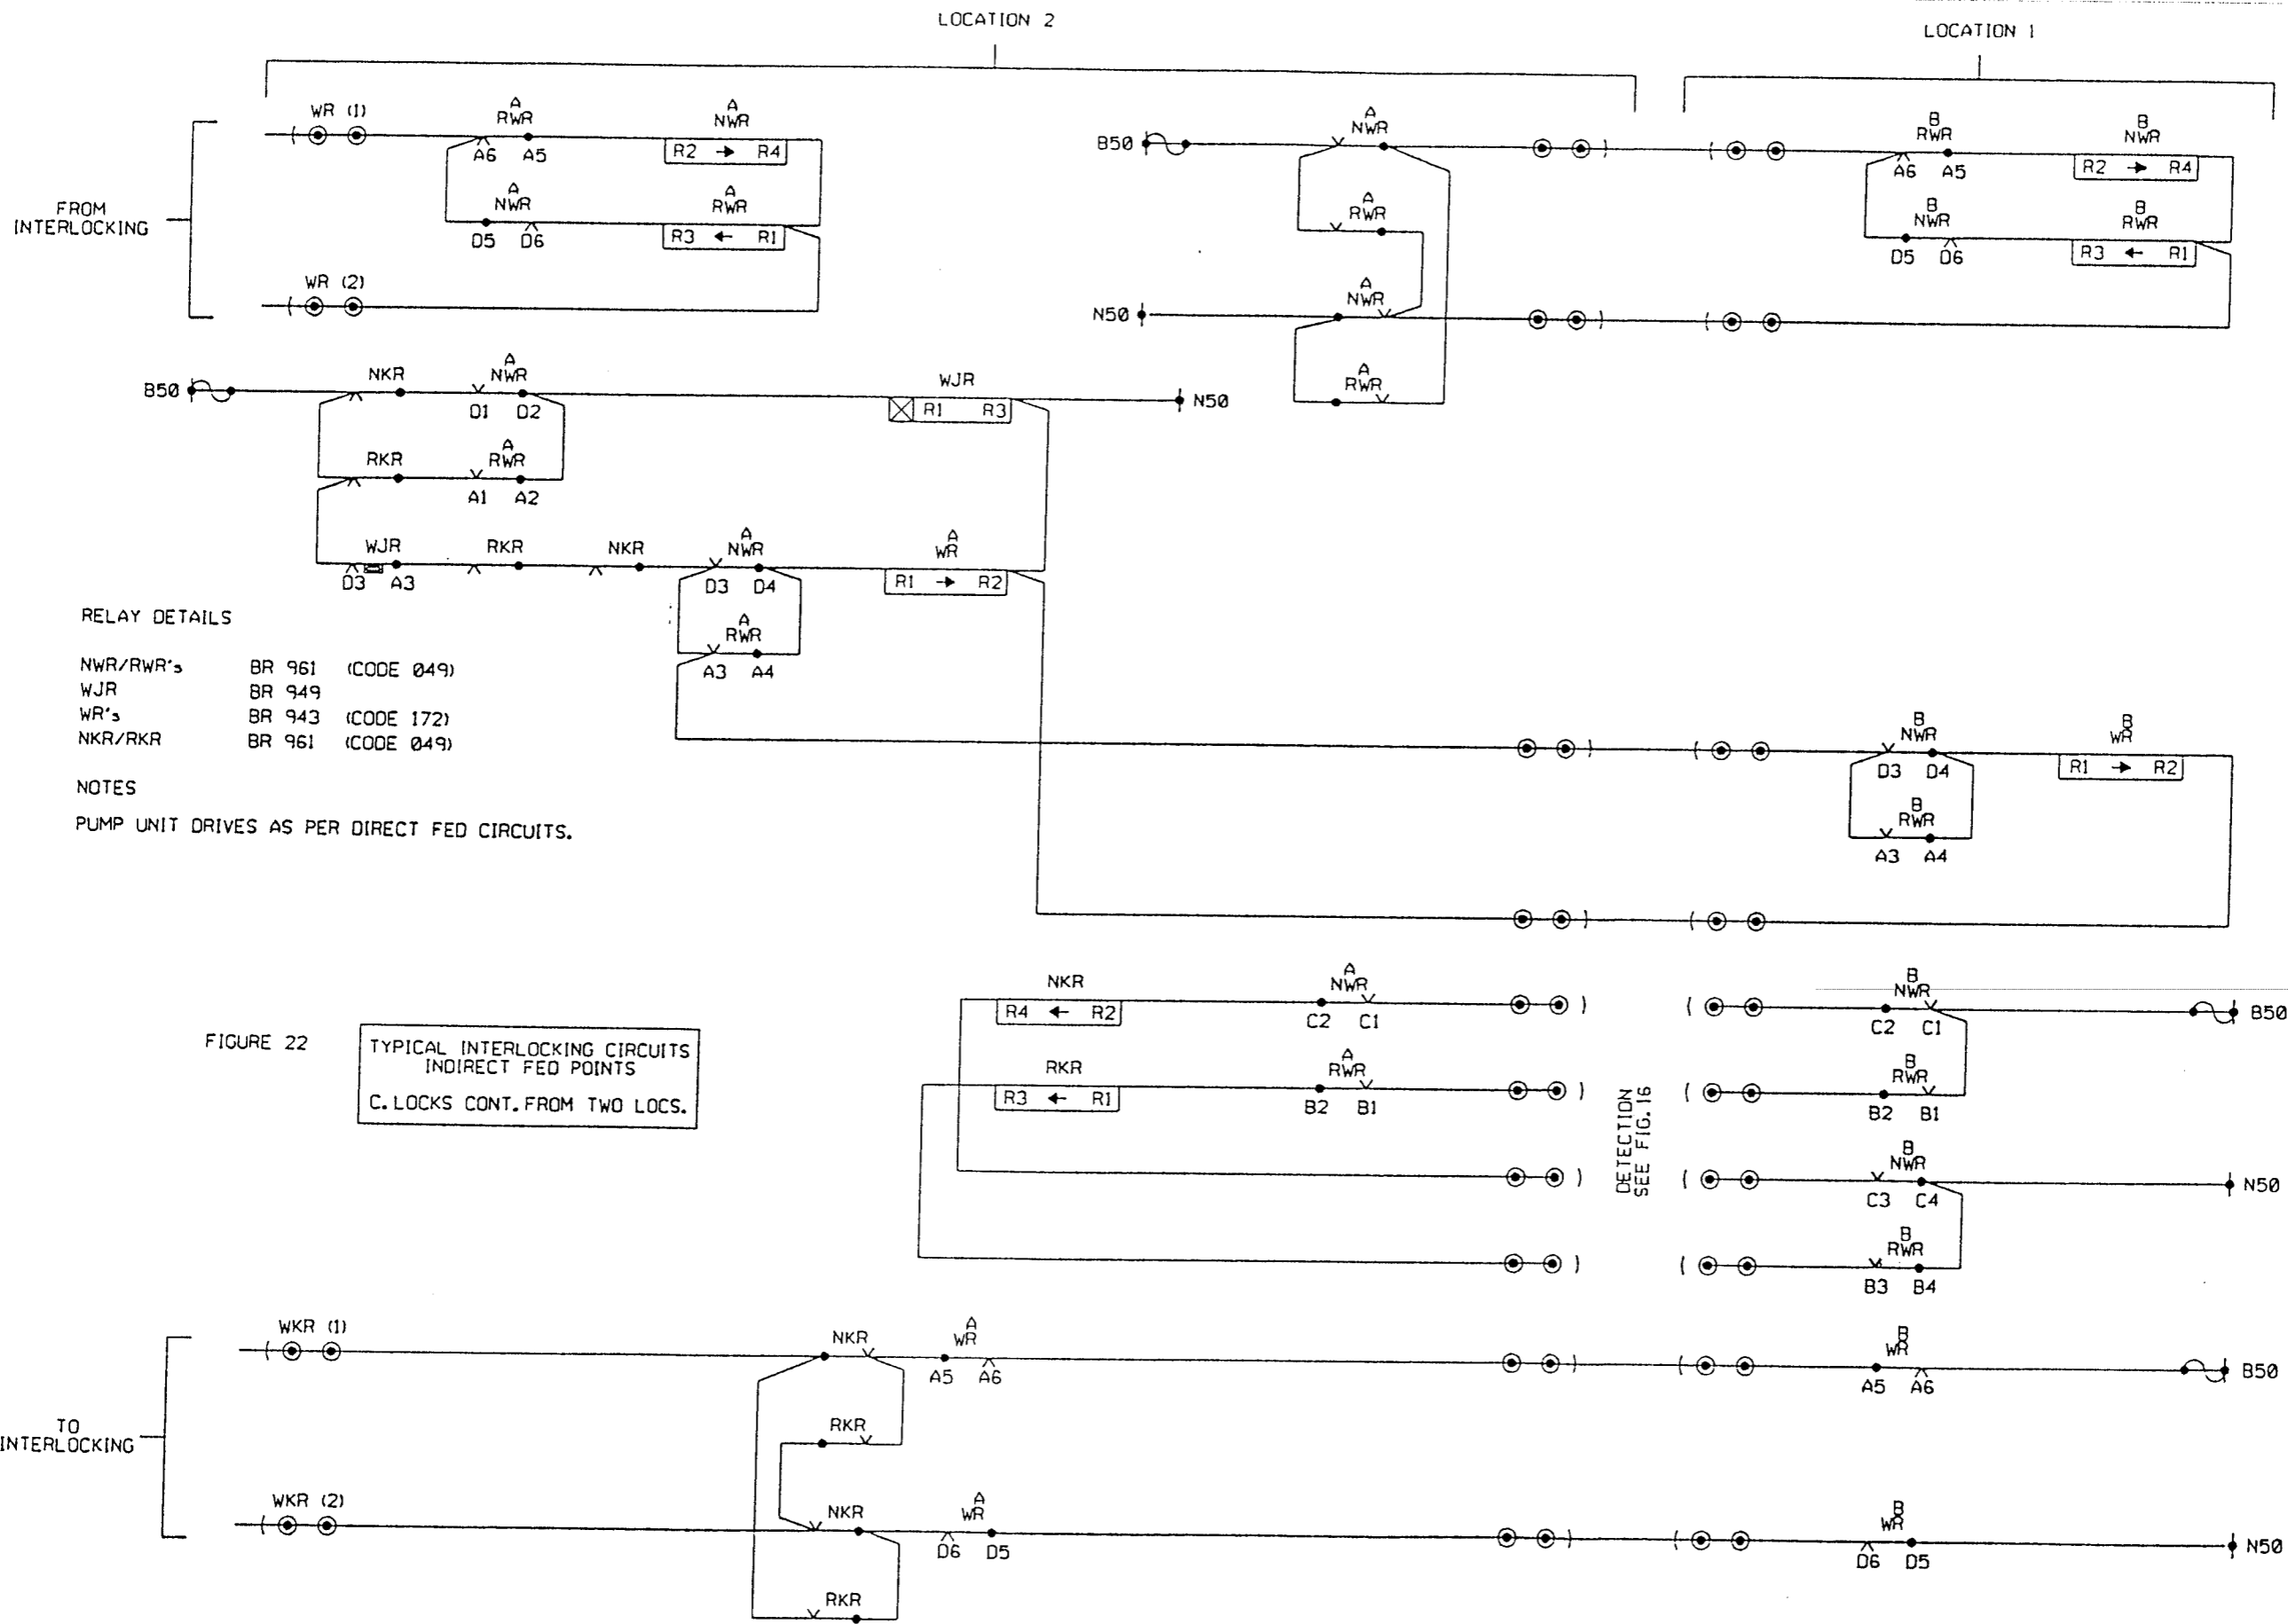 LOCATION 2
LOCATION 1
WR (1)
A
RWR
A6 A5
A
NWR
R2 → R4
A
NWR
D5 D6
A
RWR
R3 ← R1
FROM
INTERLOCKING
WR (2)
B50
A
NWR
A
RWR
N50
A
NWR
A
RWR
B
RWR
A6 A5
B
NWR
R2 → R4
B
NWR
D5 D6
B
RWR
R3 ← R1
B50
NKR
A
NWR
D1 D2
WJR
R1 R3
N50
RKR
A
RWR
A1 A2
WJR
D3 A3
RKR
NKR
A
NWR
D3 D4
A
WR
R1 → R2
A
RWR
A3 A4
RELAY DETAILS
NWR/RWR's BR 961 (CODE 049)
WJR BR 949
WR's BR 943 (CODE 172)
NKR/RKR BR 961 (CODE 049)
NOTES
PUMP UNIT DRIVES AS PER DIRECT FED CIRCUITS.
B
NWR
D3 D4
B
WR
R1 → R2
B
RWR
A3 A4
FIGURE 22
TYPICAL INTERLOCKING CIRCUITS
INDIRECT FED POINTS
C. LOCKS CONT. FROM TWO LOCS.
NKR
R4 ← R2
A
NWR
C2 C1
B
NWR
C2 C1
B50
RKR
R3 ← R1
A
RWR
B2 B1
B
RWR
B2 B1
DETECTION
SEE FIG. 16
B
NWR
C3 C4
N50
B
RWR
B3 B4
WKR (1)
NKR
A
WR
A5 A6
B
WR
A5 A6
B50
RKR
TO
INTERLOCKING
WKR (2)
NKR
A
WR
D6 D5
B
WR
D6 D5
N50
RKR